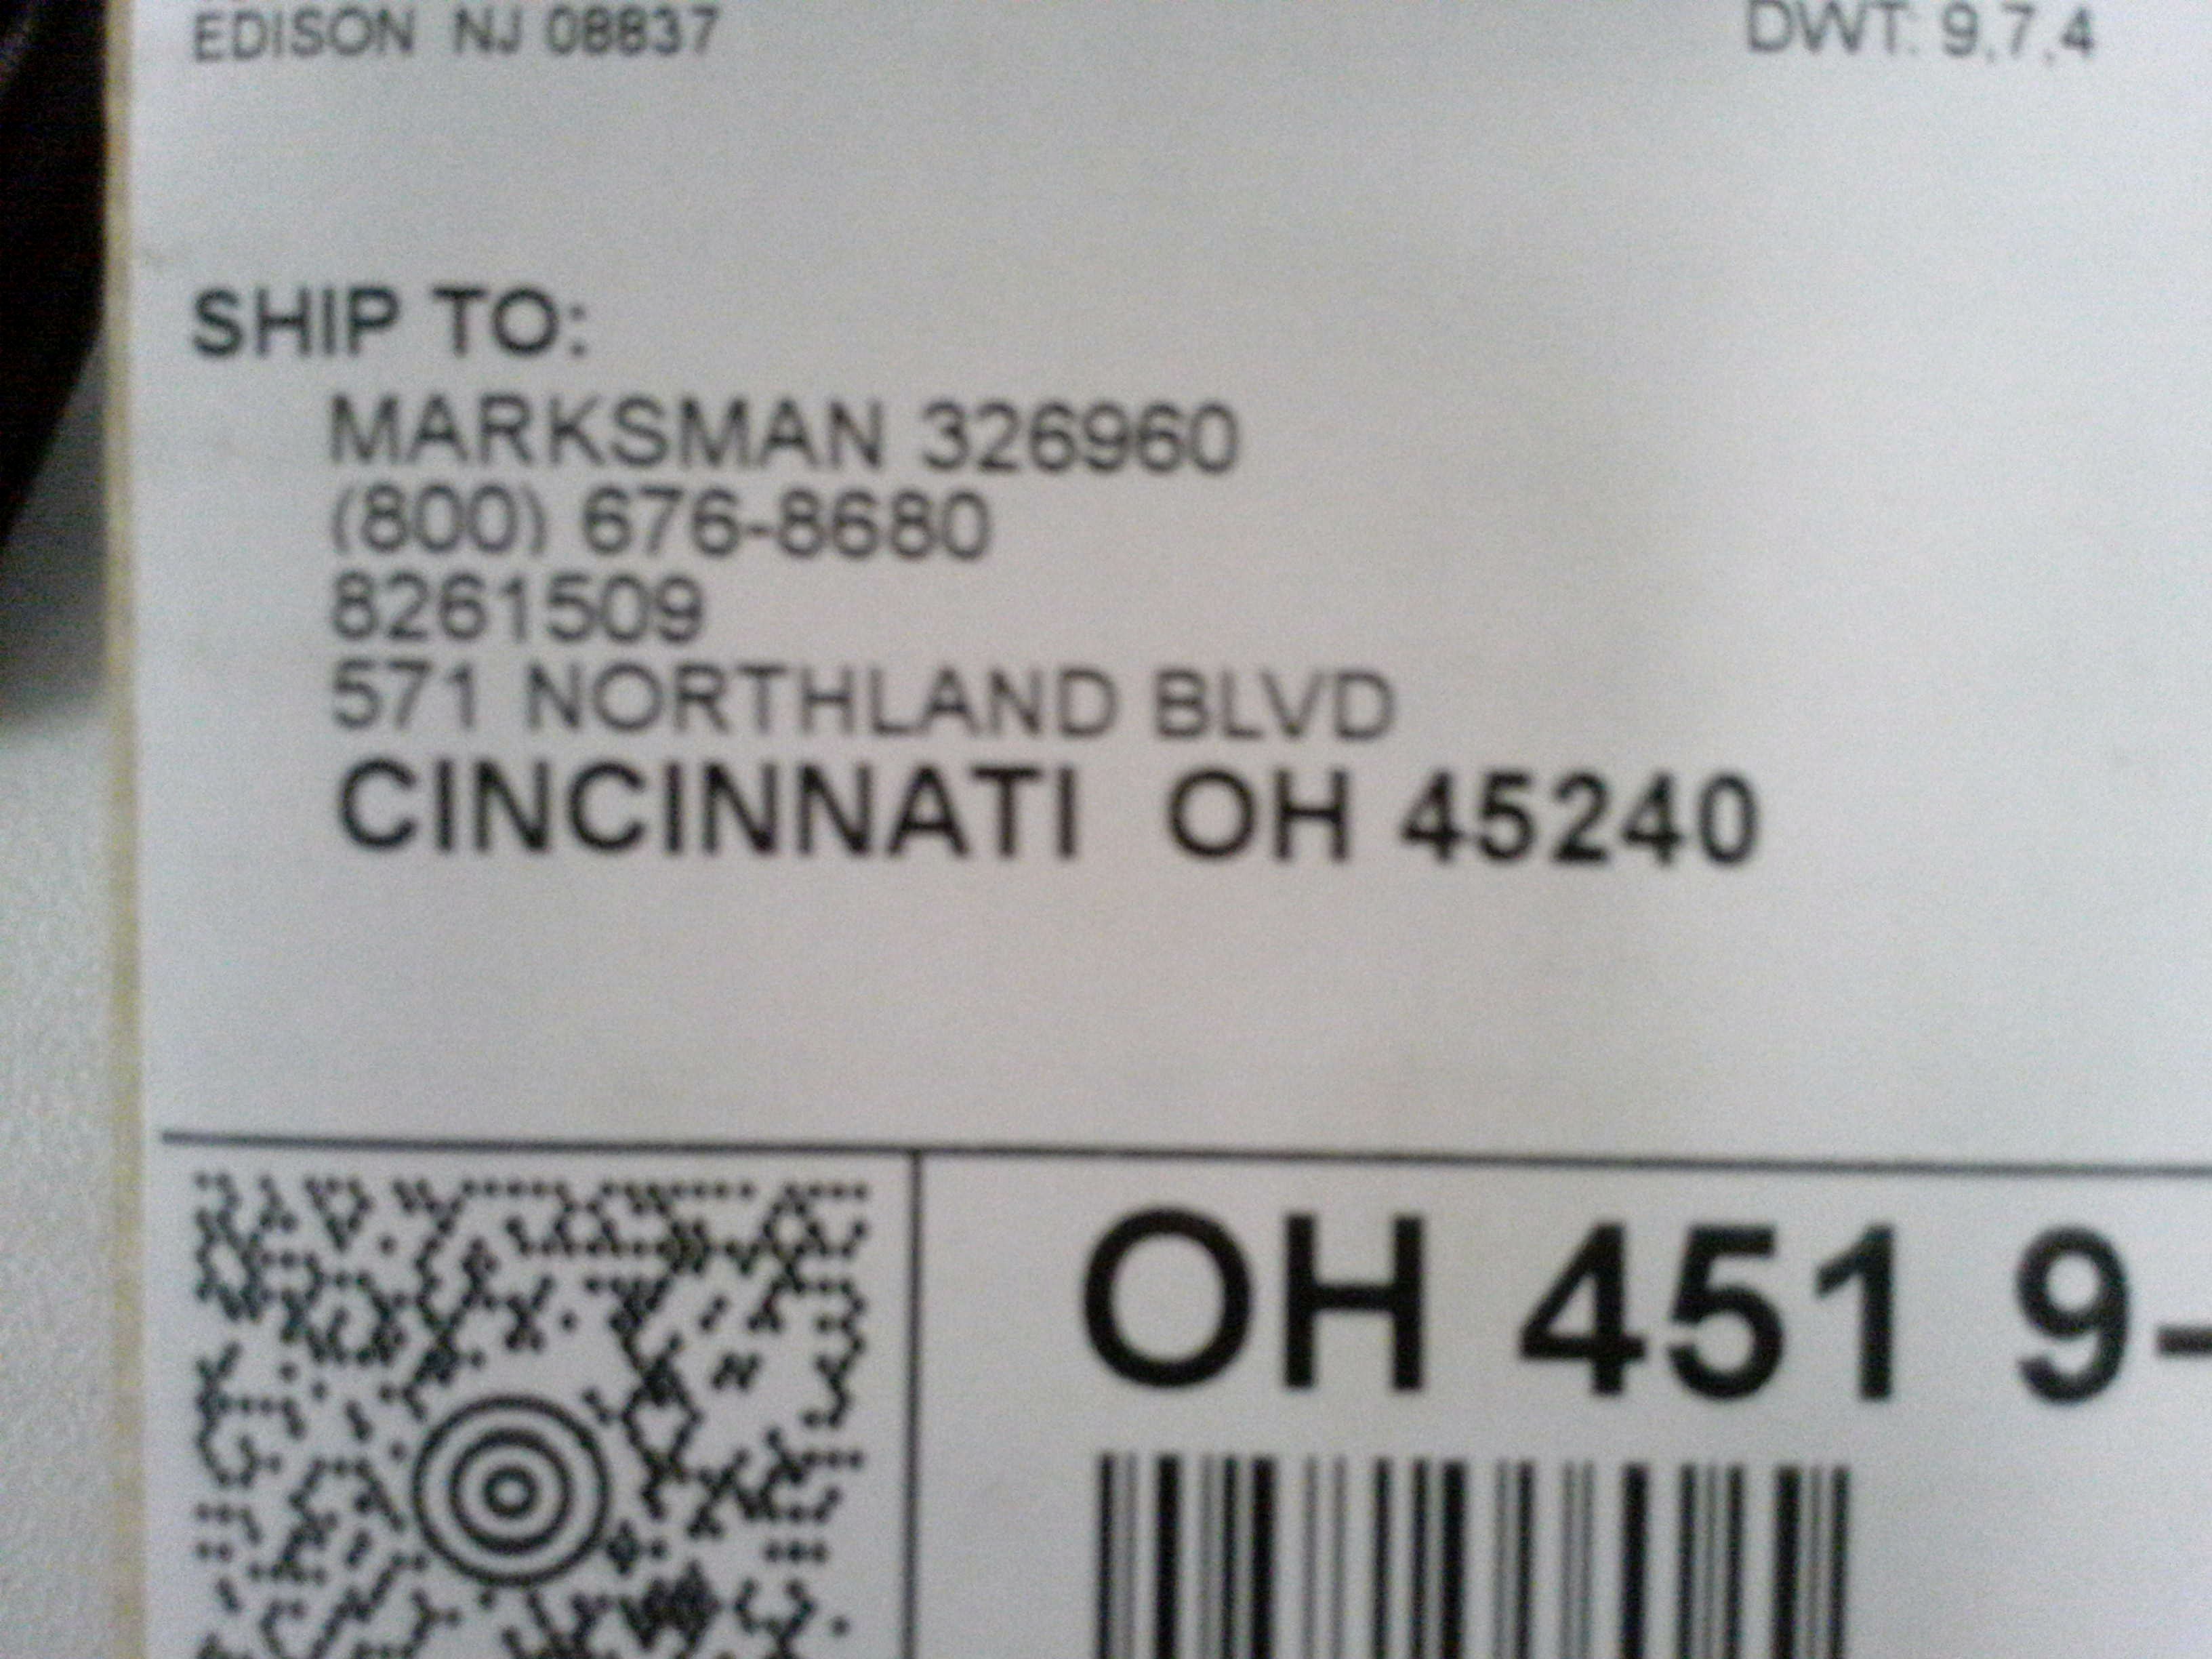 EDISON NJ 08837
DWT: 9,7,4
SHIP TO:
MARKSMAN 326960
(800) 676-8680
8261509
571 NORTHLAND BLVD
CINCINNATI OH 45240
OH 451 9-